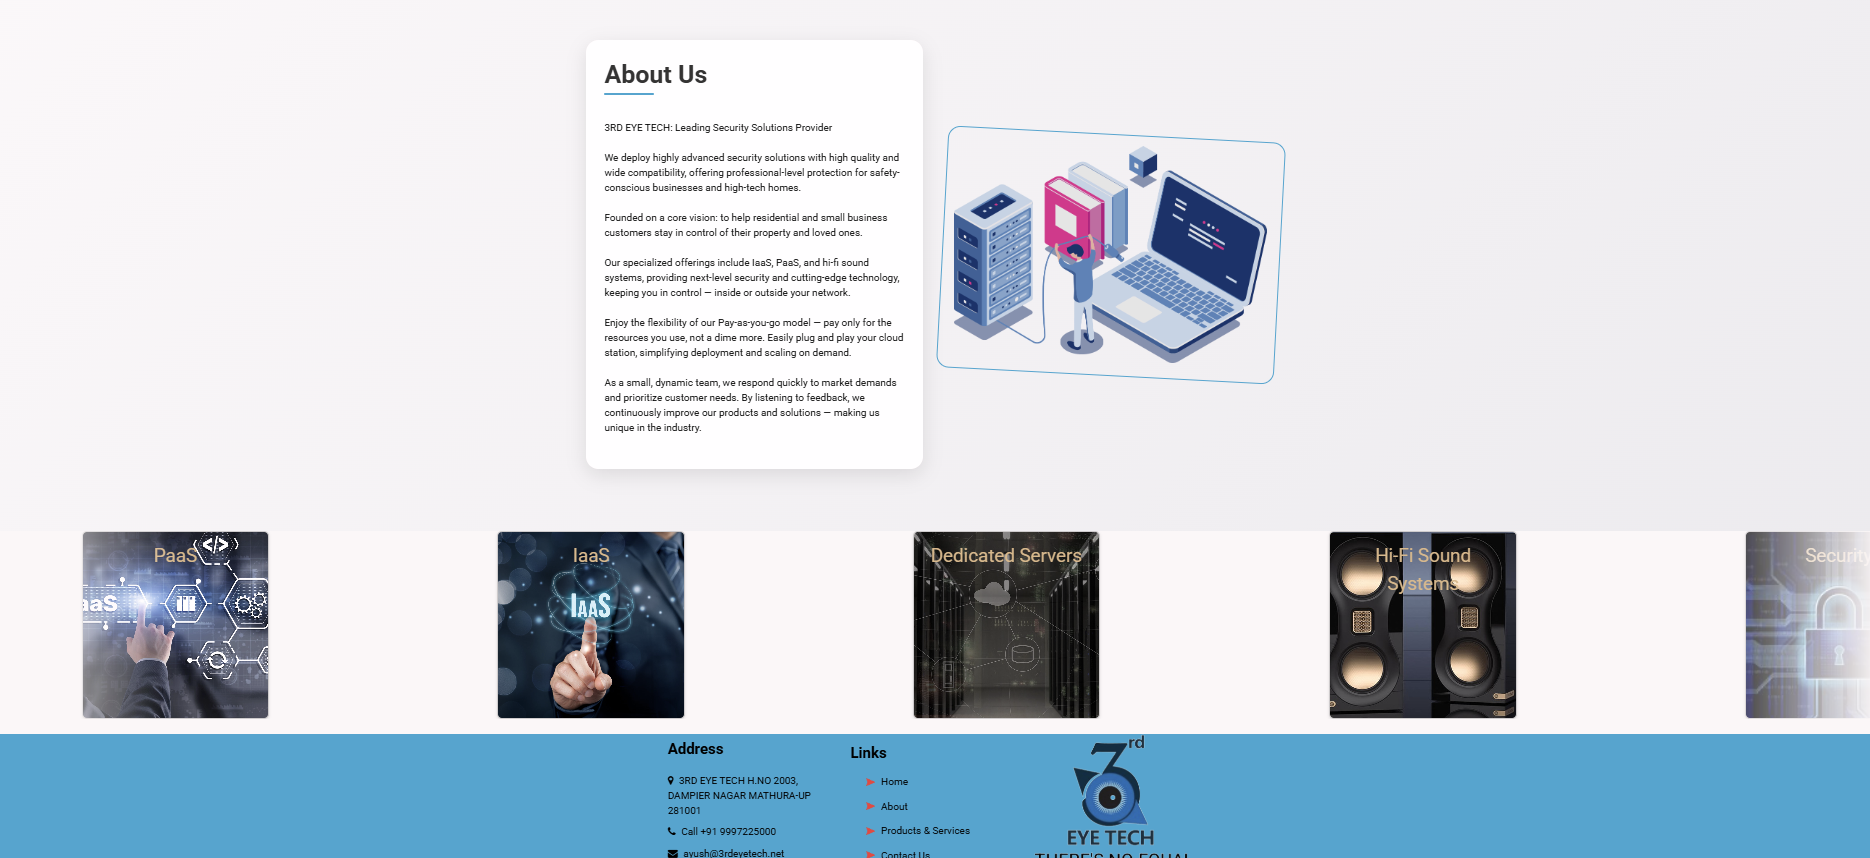 About Us
3RD EYE TECH: Leading Security Solutions Provider
We deploy highly advanced security solutions with high quality and
wide compatibility, offering professional-level protection for safety-
conscious businesses and high-tech homes.
Founded on a core vision: to help residential and small business
customers stay in control of their property and loved ones.
Our specialized offerings include IaaS, PaaS, and hi-fi sound
systems, providing next-level security and cutting-edge technology,
keeping you in control — inside or outside your network.
Enjoy the flexibility of our Pay-as-you-go model — pay only for the
resources you use, not a dime more. Easily plug and play your cloud
station, simplifying deployment and scaling on demand.
As a small, dynamic team, we respond quickly to market demands
and prioritize customer needs. By listening to feedback, we
continuously improve our products and solutions — making us
unique in the industry.
PaaS
</>
aaS
IaaS
IAAS
Dedicated Servers
Hi-Fi Sound
Systems
Security
Address
3RD EYE TECH H.NO 2003,
DAMPIER NAGAR MATHURA-UP
281001
Call +91 9997225000
ayush@3rdeyetech.net
Links
Home
About
Products & Services
Contact Us
3rd
EYE TECH
THERE'S NO EQUAL